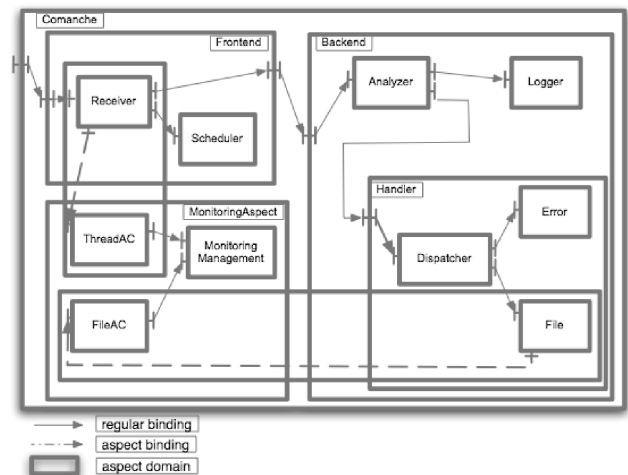 Comanche
Frontend
Backend
Receiver
Scheduler
Analyzer
Logger
Handler
Error
Dispatcher
File
MonitoringAspect
ThreadAC
Monitoring
Management
FileAC
regular binding
aspect binding
aspect domain